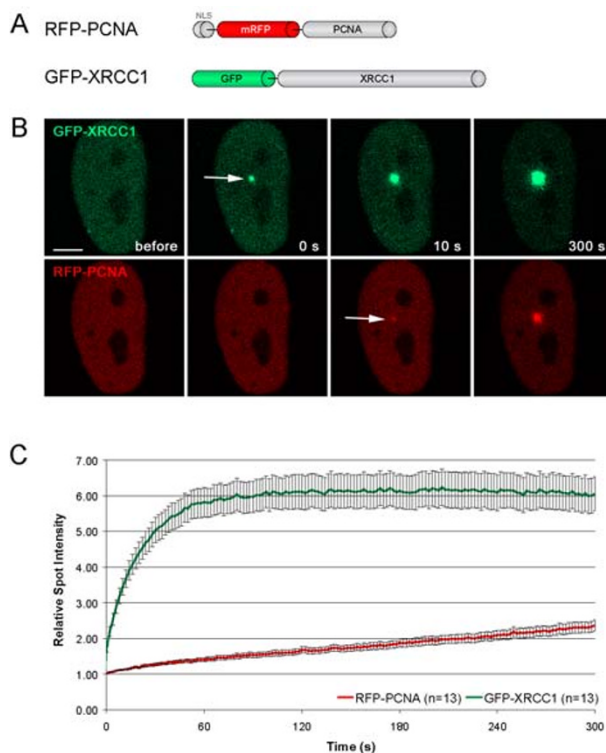 A
RFP-PCNA
NLS
mRFP
PCNA
GFP-XRCC1
GFP
XRCC1
B
GFP-XRCC1
before
0 s
10 s
300 s
RFP-PCNA
C
Relative Spot Intensity
7.00
6.00
5.00
4.00
3.00
2.00
1.00
0.00
0
60
120
180
240
300
RFP-PCNA (n=13)
GFP-XRCC1 (n=13)
Time (s)